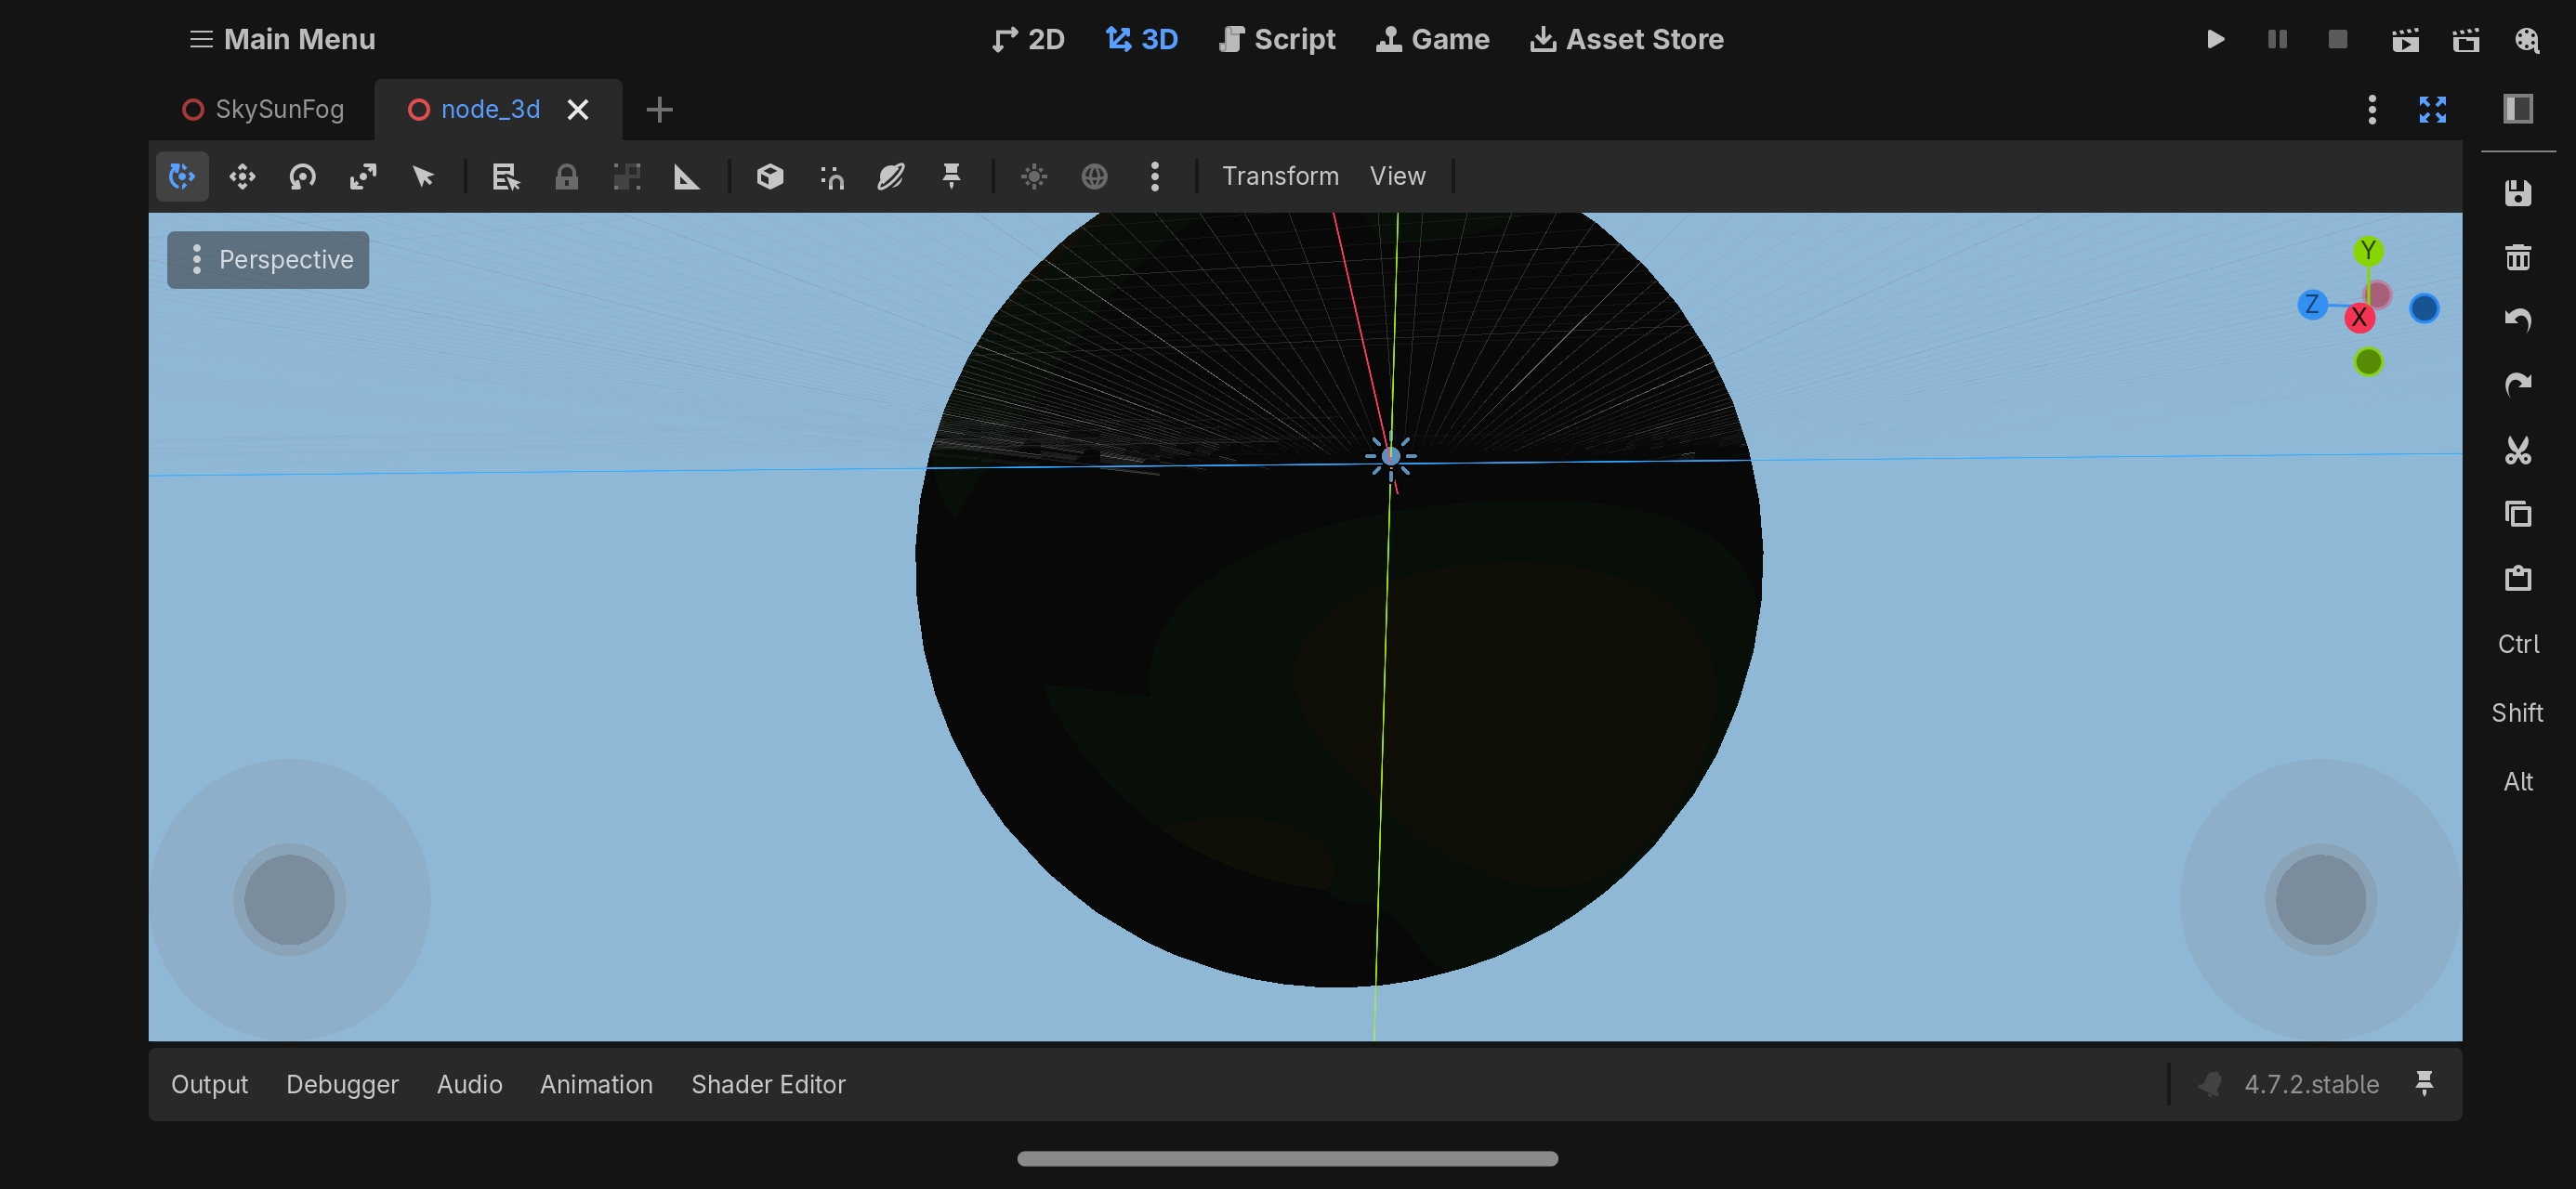 Main Menu
2D
3D
Script
Game
Asset Store
SkySunFog
node_3d
Transform
View
Perspective
Y
Z
X
Ctrl
Shift
Alt
Output
Debugger
Audio
Animation
Shader Editor
4.7.2.stable